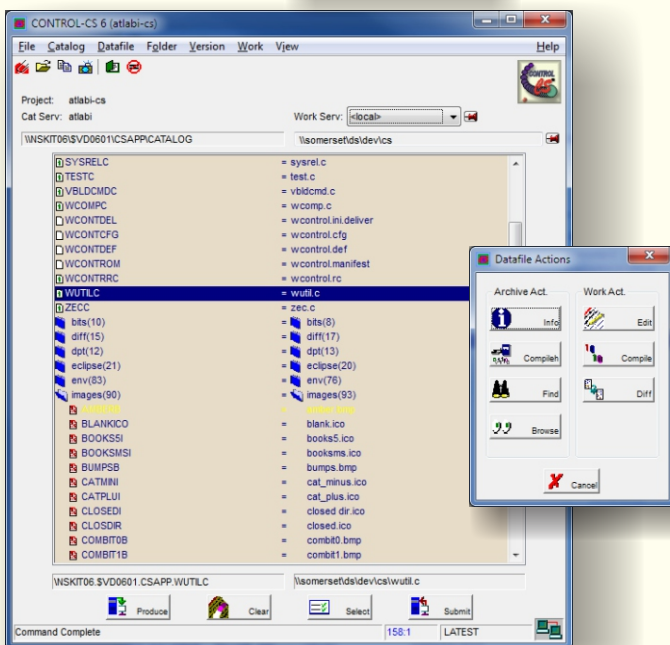 CONTROL-CS 6 (atlabi-cs)
File Catalog Datafile Folder Version Work View Help
CONTROL
CS
Project: atlabi-cs
Cat Serv: atlabi Work Serv: <local>
\\NSKIT06\$VD0601\CSAPP\CATALOG \\somerset\ds\dev\cs
SYSRELC = sysrel.c
TESTC = test.c
VBLDCMDC = vbldcmd.c
WCOMPC = wcomp.c
WCONTDEL = wcontrol.ini.deliver
WCONTCFG = wcontrol.cfg
WCONTDEF = wcontrol.def
WCONTROM = wcontrol.manifest
WCONTRRC = wcontrol.rc
WUTILC = wutil.c
ZECC = zec.c
bits(10) = bits(8)
diff(15) = diff(17)
dpt(12) = dpt(13)
eclipse(21) = eclipse(20)
env(83) = env(76)
images(90) = images(93)
BLANKICO = blank.ico
BOOKS5I = books5.ico
BOOKSMSI = booksms.ico
BUMPSB = bumps.bmp
CATMINI = cat_minus.ico
CATPLUI = cat_plus.ico
CLOSEDI = closed dir.ico
CLOSDIR = closed.ico
COMBIT0B = combit0.bmp
COMBIT1B = combit1.bmp
\NSKIT06.$VD0601.CSAPP.WUTILC \\somerset\ds\dev\cs\wutil.c
Produce Clear Select Submit
Command Complete 158:1 LATEST
Datafile Actions
Archive Act. Work Act.
Info Edit
Compileh Compile
Find Diff
Browse
Cancel